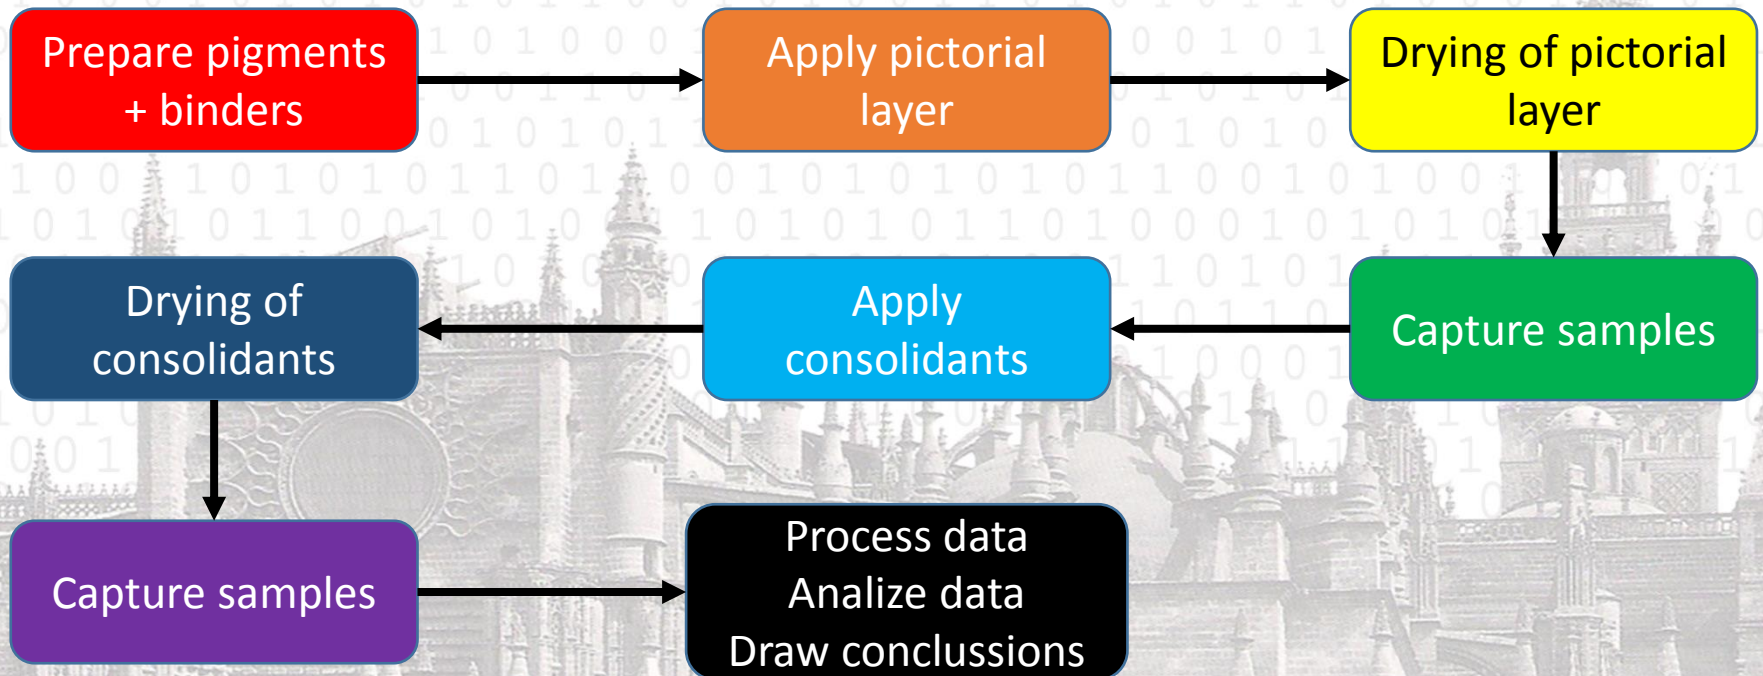 Prepare pigments
+ binders
Apply pictorial
layer
Drying of pictorial
layer
Capture samples
Apply
consolidants
Drying of
consolidants
Capture samples
Process data
Analize data
Draw conclussions